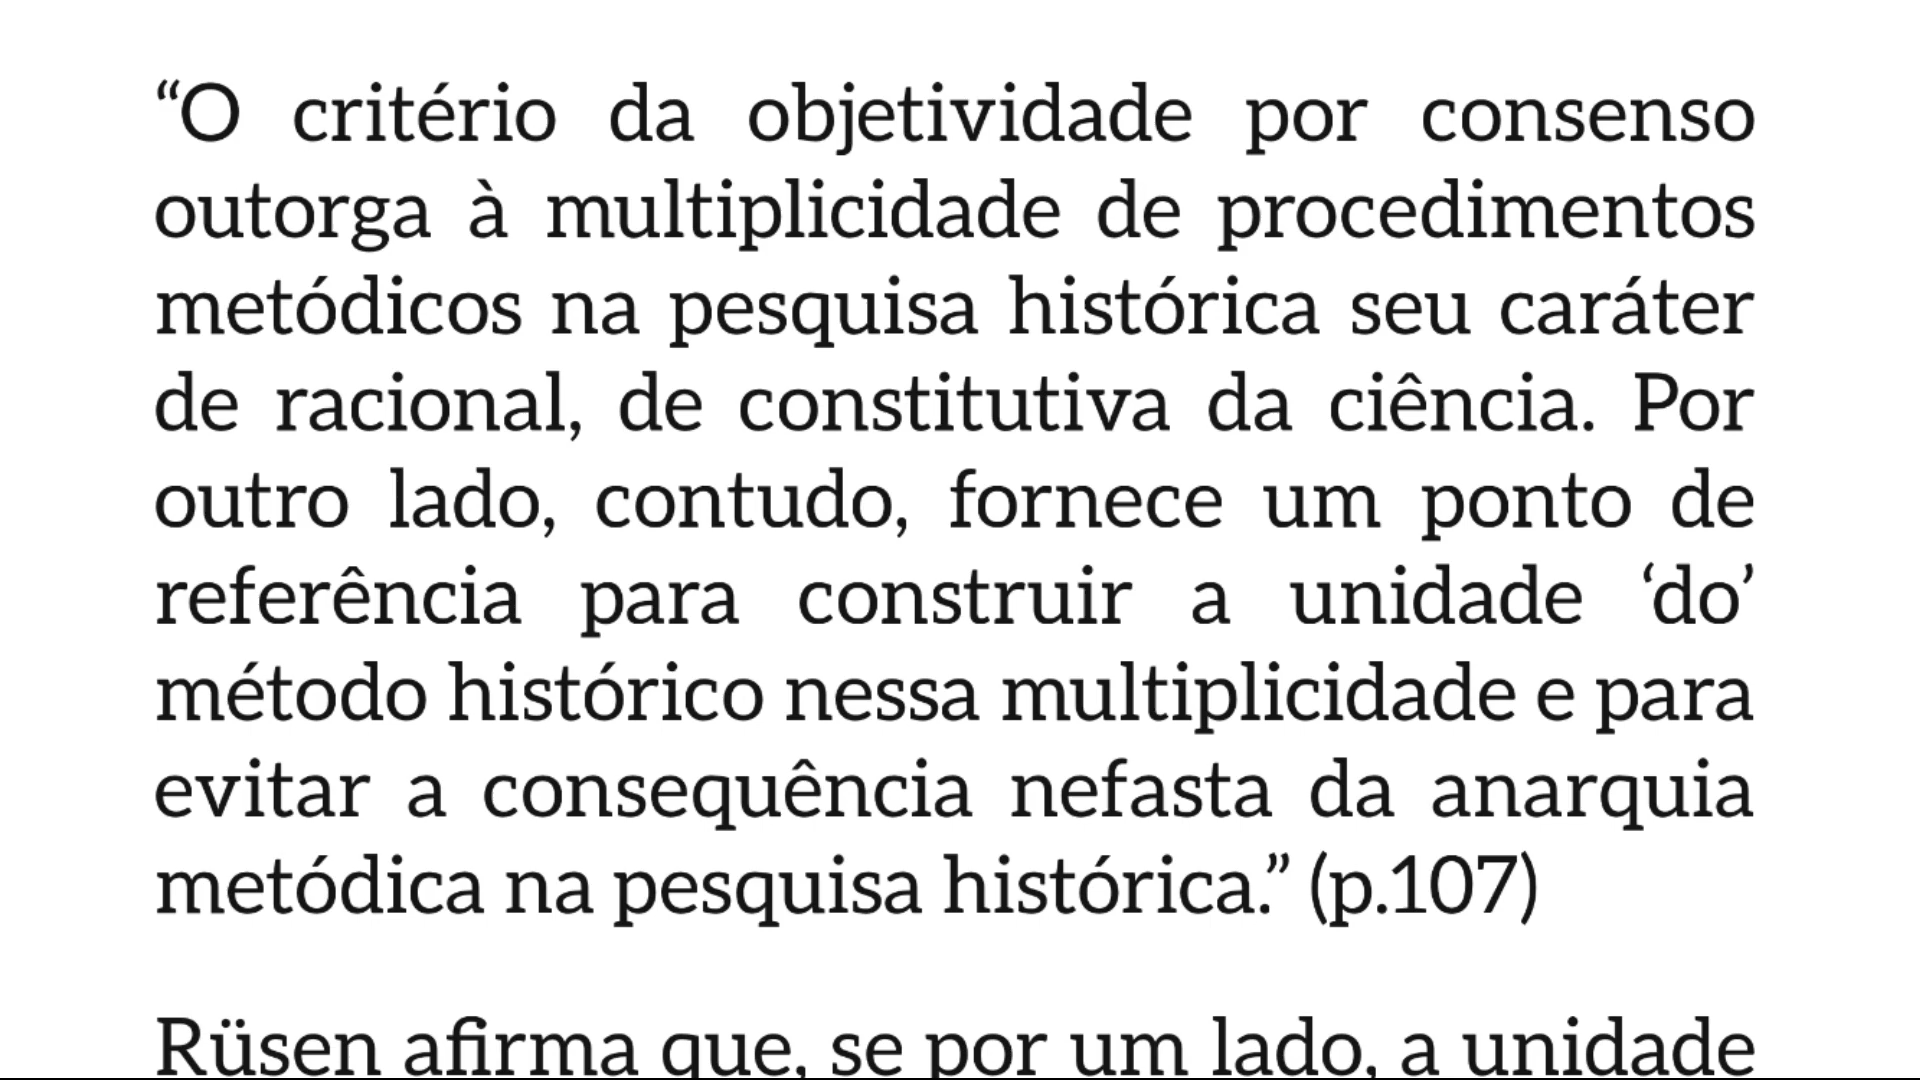 “O critério da objetividade por consenso
outorga à multiplicidade de procedimentos
metódicos na pesquisa histórica seu caráter
de racional, de constitutiva da ciência. Por
outro lado, contudo, fornece um ponto de
referência para construir a unidade ‘do’
método histórico nessa multiplicidade e para
evitar a consequência nefasta da anarquia
metódica na pesquisa histórica.” (p.107)
Rüsen afirma que, se por um lado, a unidade